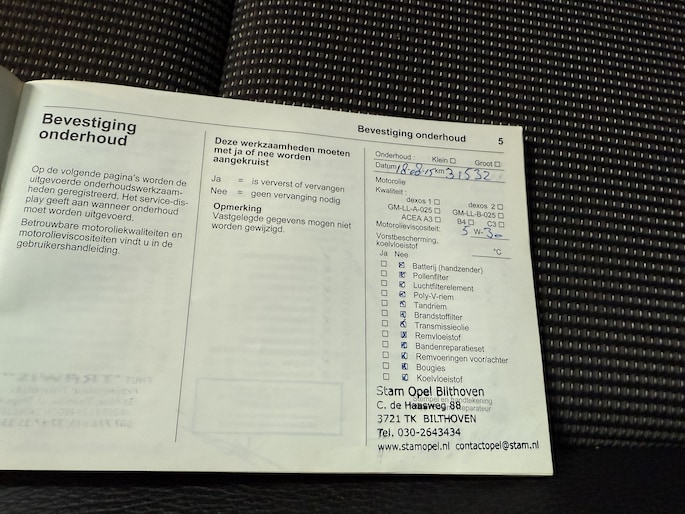 Bevestiging
onderhoud
Op de volgende pagina's worden de
uitgevoerde onderhoudswerkzaam-
heden geregistreerd. Het service-dis-
play geeft aan wanneer onderhoud
moet worden uitgevoerd.
Betrouwbare motoroliekwaliteiten en
motorolieviscositeiten vindt u in de
gebruikershandleiding.
Deze werkzaamheden moeten
met ja of nee worden
aangekruist
Ja = is ververst of vervangen
Nee = geen vervanging nodig
Opmerking
Vastgelegde gegevens mogen niet
worden gewijzigd.
Bevestiging onderhoud 5
Onderhoud Klein Groot
Datum km 31532
Motorolie
Kwaliteit:
dexos 1 dexos 2
GM-LL-A-025 GM-LL-B-025
ACEA A3 B4 C3
Motorolieviscositeit: 5 W-30
Vorstbescherming,
koelvloeistof °C
Ja Nee
Batterij (handzender)
Pollenfilter
Luchtfilterelement
Poly-V-riem
Tandriem
Brandstoffilter
Transmissieolie
Remvloeistof
Bandenreparatieset
Remvoeringen voor/achter
Bougies
Koelvloeistof
Stam Opel Bilthoven
Stempel en handtekening
C. de Haasweg 88
3721 TK BILTHOVEN
Tel. 030-2643434
www.stamopel.nl contactopel@stam.nl